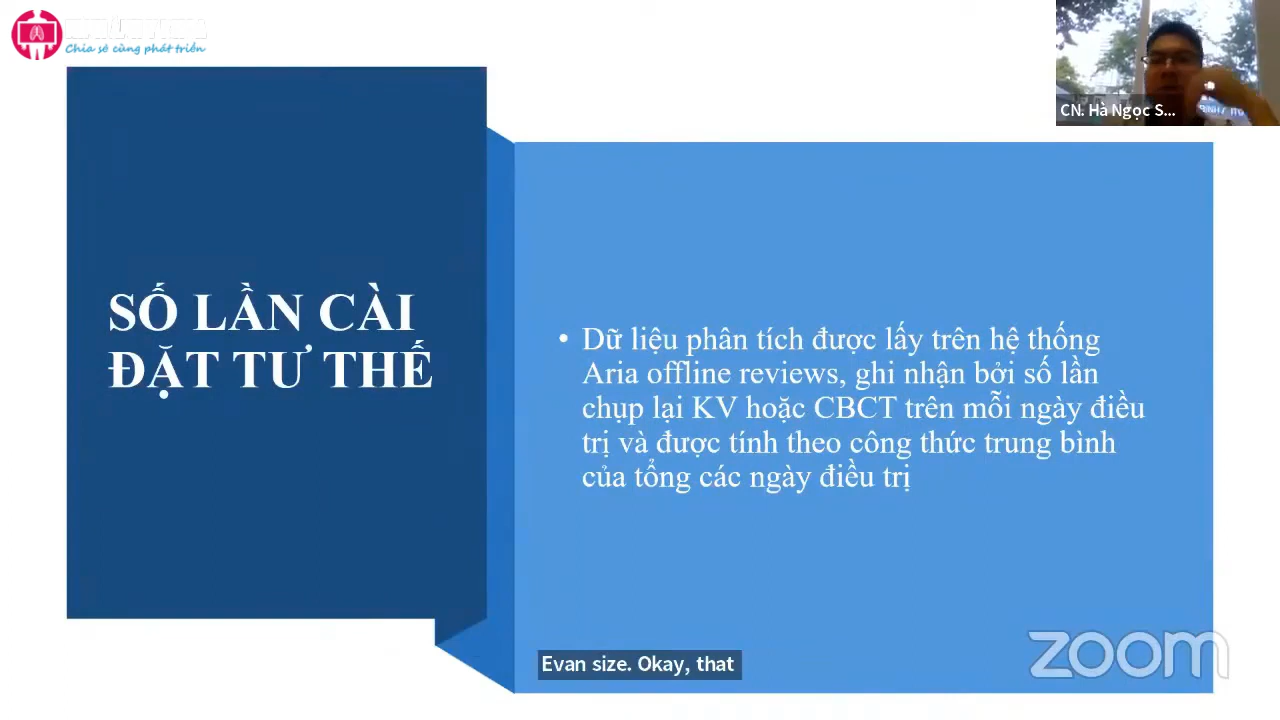 Chia sẻ cùng phát triển
CN. Hà Ngọc S...
SỐ LẦN CÀI
ĐẶT TƯ THẾ
• Dữ liệu phân tích được lấy trên hệ thống
Aria offline reviews, ghi nhận bởi số lần
chụp lại KV hoặc CBCT trên mỗi ngày điều
trị và được tính theo công thức trung bình
của tổng các ngày điều trị
Evan size. Okay, that
zoom